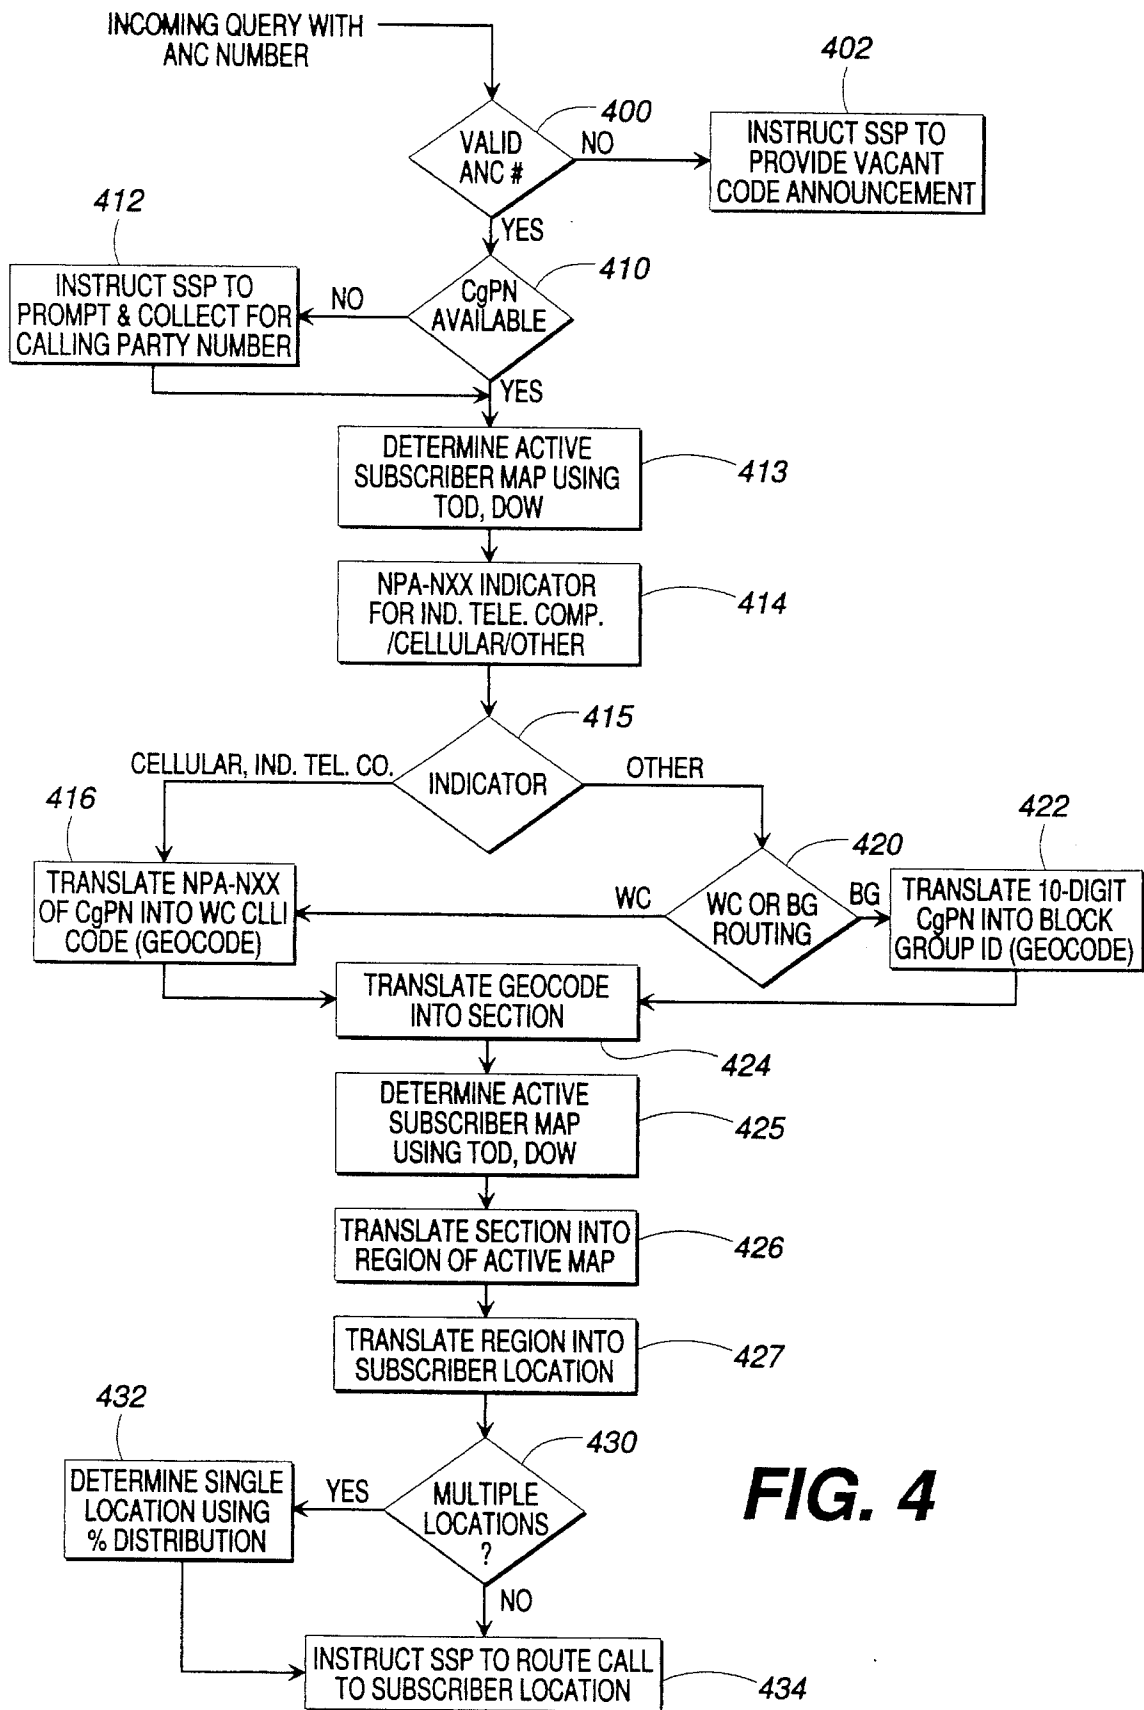 INCOMING QUERY WITH
ANC NUMBER
402
400
VALID
ANC #
NO
INSTRUCT SSP TO
PROVIDE VACANT
CODE ANNOUNCEMENT
YES
412
410
INSTRUCT SSP TO
PROMPT & COLLECT FOR
CALLING PARTY NUMBER
NO
CgPN
AVAILABLE
YES
DETERMINE ACTIVE
SUBSCRIBER MAP USING
TOD, DOW
413
NPA-NXX INDICATOR
FOR IND. TELE. COMP.
/CELLULAR/OTHER
414
415
CELLULAR, IND. TEL. CO.
INDICATOR
OTHER
416
422
420
TRANSLATE NPA-NXX
OF CgPN INTO WC CLLI
CODE (GEOCODE)
WC
WC OR BG
ROUTING
BG
TRANSLATE 10-DIGIT
CgPN INTO BLOCK
GROUP ID (GEOCODE)
TRANSLATE GEOCODE
INTO SECTION
424
DETERMINE ACTIVE
SUBSCRIBER MAP
USING TOD, DOW
425
TRANSLATE SECTION INTO
REGION OF ACTIVE MAP
426
TRANSLATE REGION INTO
SUBSCRIBER LOCATION
427
432
430
DETERMINE SINGLE
LOCATION USING
% DISTRIBUTION
YES
MULTIPLE
LOCATIONS
?
FIG. 4
NO
INSTRUCT SSP TO ROUTE CALL
TO SUBSCRIBER LOCATION
434